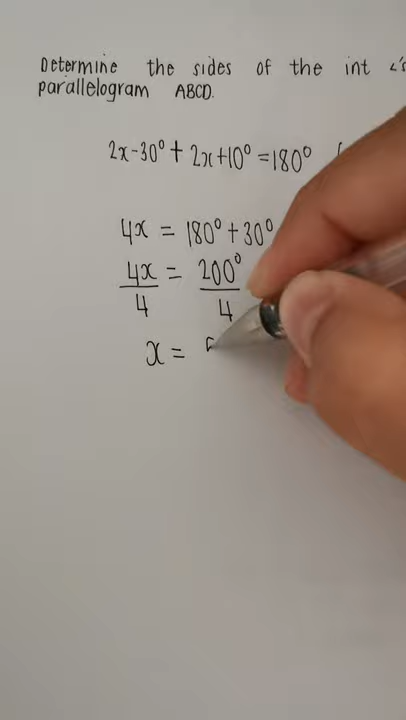 Determine the sides of the int ∠'s
parallelogram ABCD.
2x-30° + 2x+10° = 180° (
4x = 180° + 30°
4x = 200°
4 4
x =